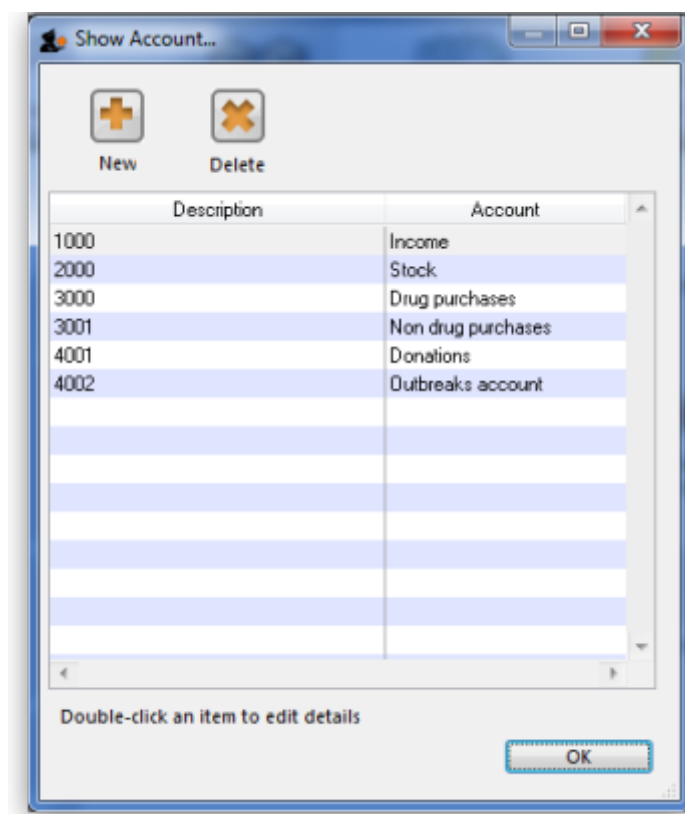 Show Account...
New Delete
Description Account
1000 Income
2000 Stock
3000 Drug purchases
3001 Non drug purchases
4001 Donations
4002 Outbreaks account
Double-click an item to edit details
OK